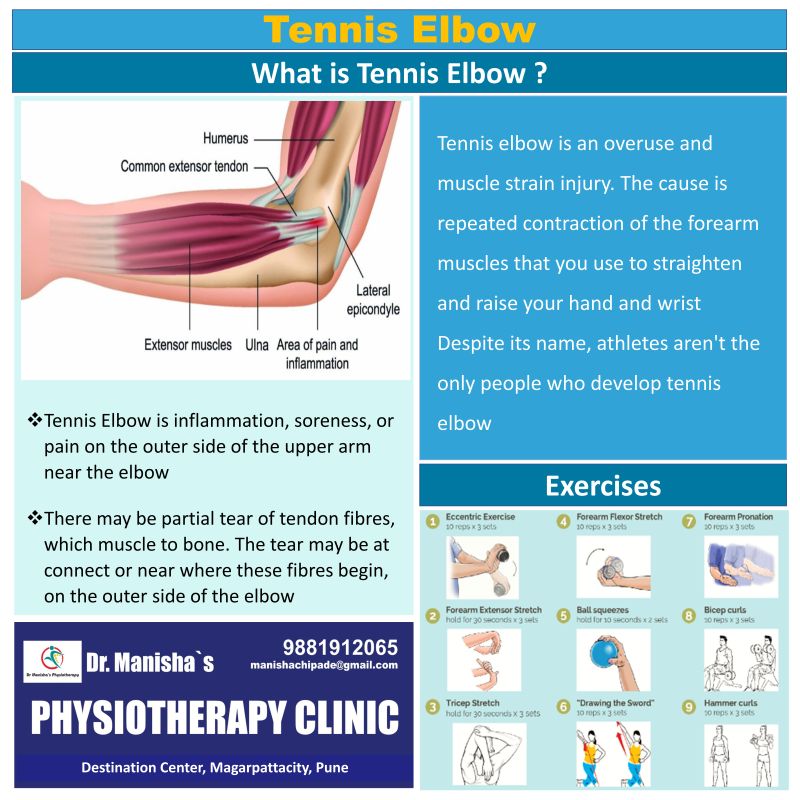 Tennis Elbow
What is Tennis Elbow ?
Humerus
Common extensor tendon
Lateral
epicondyle
Extensor muscles
Ulna
Area of pain and
inflammation
❖Tennis Elbow is inflammation, soreness, or
pain on the outer side of the upper arm
near the elbow
❖There may be partial tear of tendon fibres,
which muscle to bone. The tear may be at
connect or near where these fibres begin,
on the outer side of the elbow
Tennis elbow is an overuse and
muscle strain injury. The cause is
repeated contraction of the forearm
muscles that you use to straighten
and raise your hand and wrist
Despite its name, athletes aren't the
only people who develop tennis
elbow
Exercises
1 Eccentric Exercise
10 reps x 3 sets
2 Forearm Extensor Stretch
hold for 30 seconds x 3 sets
3 Tricep Stretch
hold for 30 seconds x 3 sets
4 Forearm Flexor Stretch
10 reps x 3 sets
5 Ball squeezes
hold for 10 seconds x 2 sets
6 "Drawing the Sword"
10 reps x 3 sets
7 Forearm Pronation
10 reps x 3 sets
8 Bicep curls
10 reps x 3 sets
9 Hammer curls
10 reps x 3 sets
Dr Manisha's Physiotherapy
Dr. Manisha`s
9881912065
manishachipade@gmail.com
PHYSIOTHERAPY CLINIC
Destination Center, Magarpattacity, Pune